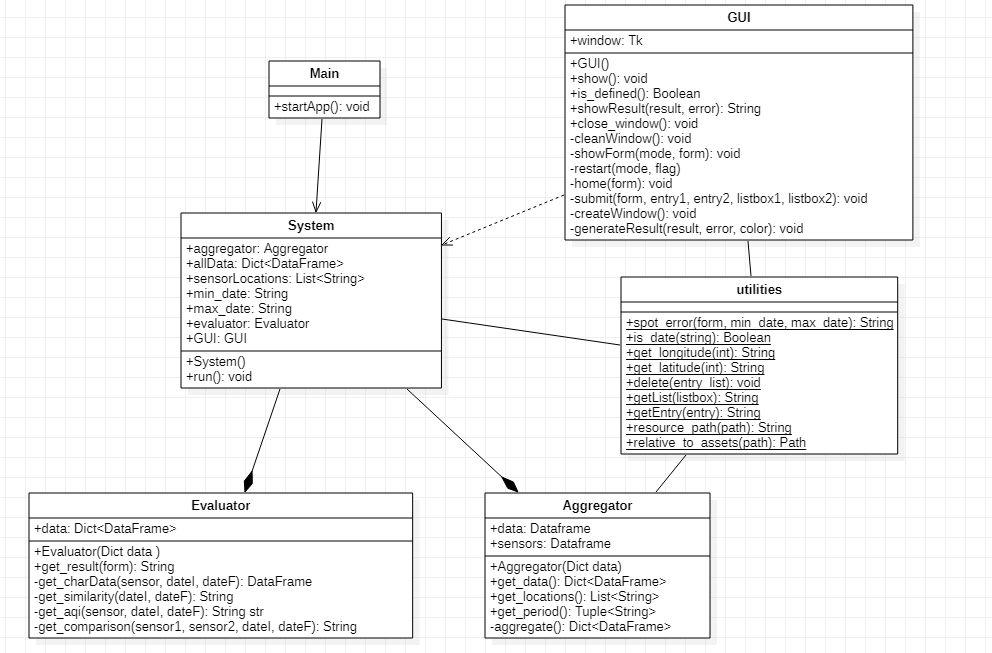 GUI
+window: Tk
+GUI()
+show(): void
+is_defined(): Boolean
+showResult(result, error): String
+close_window(): void
-cleanWindow(): void
-showForm(mode, form): void
-restart(mode, flag)
-home(form): void
-submit(form, entry1, entry2, listbox1, listbox2): void
-createWindow(): void
-generateResult(result, error, color): void
Main
+startApp(): void
System
+aggregator: Aggregator
+allData: Dict<DataFrame>
+sensorLocations: List<String>
+min_date: String
+max_date: String
+evaluator: Evaluator
+GUI: GUI
+System()
+run(): void
utilities
+spot_error(form, min_date, max_date): String
+is_date(string): Boolean
+get_longitude(int): String
+get_latitude(int): String
+delete(entry_list): void
+getList(listbox): String
+getEntry(entry): String
+resource_path(path): String
+relative_to_assets(path): Path
Evaluator
+data: Dict<DataFrame>
+Evaluator(Dict data )
+get_result(form): String
-get_charData(sensor, dateI, dateF): DataFrame
-get_similarity(dateI, dateF): String
-get_aqi(sensor, dateI, dateF): String str
-get_comparison(sensor1, sensor2, dateI, dateF): String
Aggregator
+data: Dataframe
+sensors: Dataframe
+Aggregator(Dict data)
+get_data(): Dict<DataFrame>
+get_locations(): List<String>
+get_period(): Tuple<String>
-aggregate(): Dict<DataFrame>